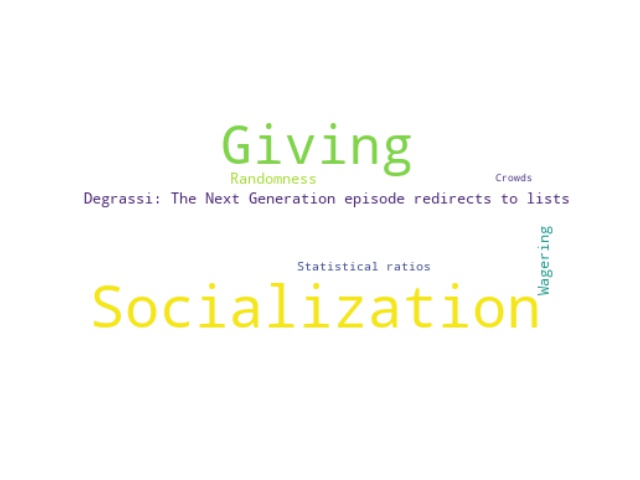 Giving
Randomness
Crowds
Degrassi: The Next Generation episode redirects to lists
Wagering
Statistical ratios
Socialization